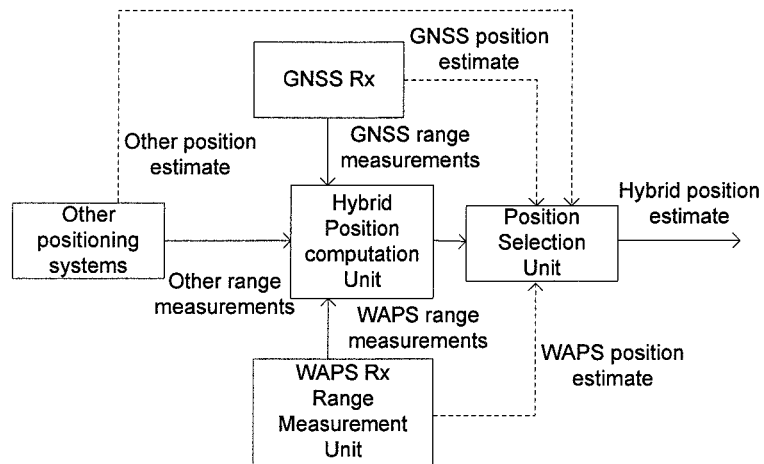 GNSS position
estimate
GNSS Rx
Other position
estimate
GNSS range
measurements
Hybrid position
estimate
Other
positioning
systems
Hybrid
Position
computation
Unit
Position
Selection
Unit
Other range
measurements
WAPS range
measurements
WAPS position
estimate
WAPS Rx
Range
Measurement
Unit